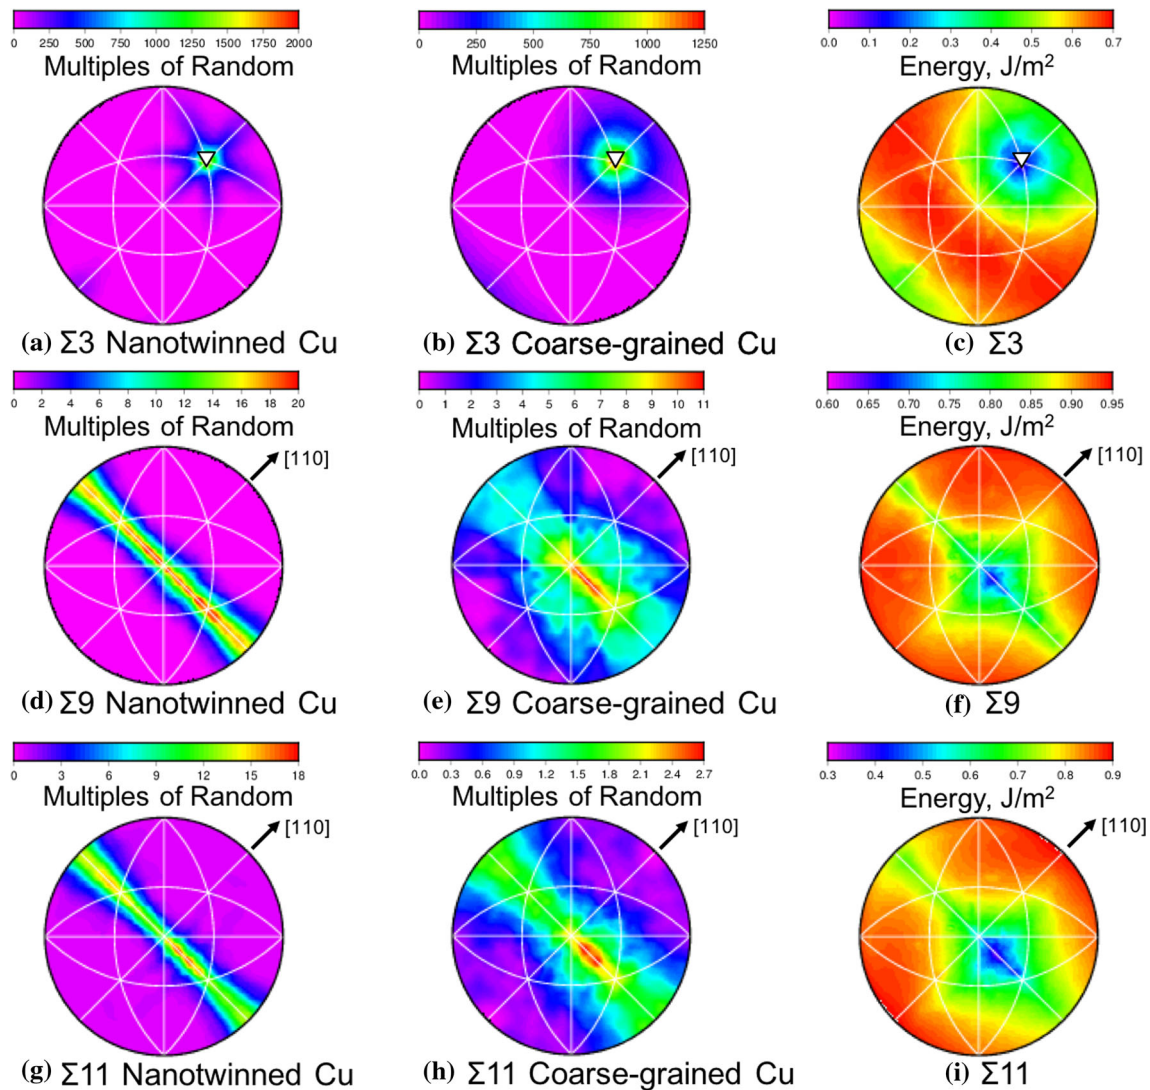 0 250 500 750 1000 1250 1500 1750 2000
Multiples of Random
(a) Σ3 Nanotwinned Cu
0 250 500 750 1000 1250
Multiples of Random
(b) Σ3 Coarse-grained Cu
0.0 0.1 0.2 0.3 0.4 0.5 0.6 0.7
Energy, J/m²
(c) Σ3
0 2 4 6 8 10 12 14 16 18 20
Multiples of Random
[110]
(d) Σ9 Nanotwinned Cu
0 1 2 3 4 5 6 7 8 9 10 11
Multiples of Random
[110]
(e) Σ9 Coarse-grained Cu
0.60 0.65 0.70 0.75 0.80 0.85 0.90 0.95
Energy, J/m²
[110]
(f) Σ9
0 3 6 9 12 15 18
Multiples of Random
[110]
(g) Σ11 Nanotwinned Cu
0.0 0.3 0.6 0.9 1.2 1.5 1.8 2.1 2.4 2.7
Multiples of Random
[110]
(h) Σ11 Coarse-grained Cu
0.3 0.4 0.5 0.6 0.7 0.8 0.9
Energy, J/m²
[110]
(i) Σ11